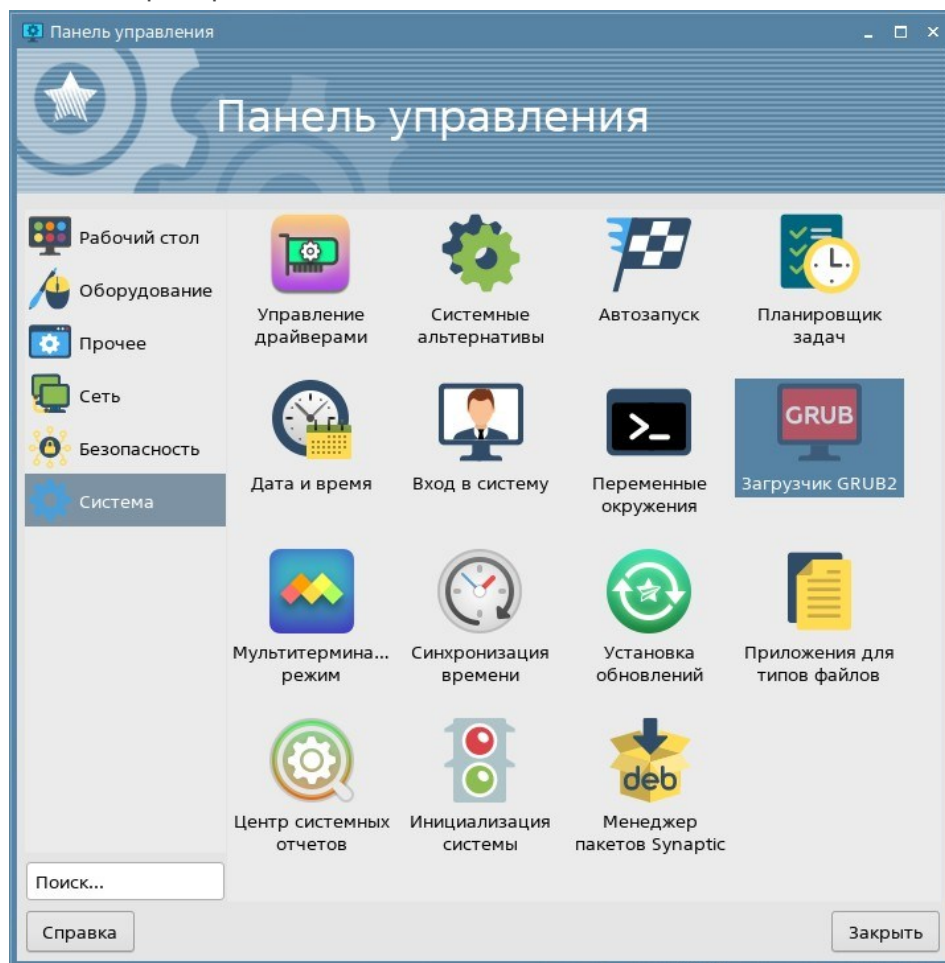 Панель управления
Панель управления
Рабочий стол
Оборудование
Прочее
Сеть
Безопасность
Система
Управление
драйверами
Системные
альтернативы
Автозапуск
Планировщик
задач
Дата и время
Вход в систему
Переменные
окружения
GRUB
Загрузчик GRUB2
Мультитермина...
режим
Синхронизация
времени
Установка
обновлений
Приложения для
типов файлов
Центр системных
отчетов
Инициализация
системы
deb
Менеджер
пакетов Synaptic
Поиск...
Справка
Закрыть